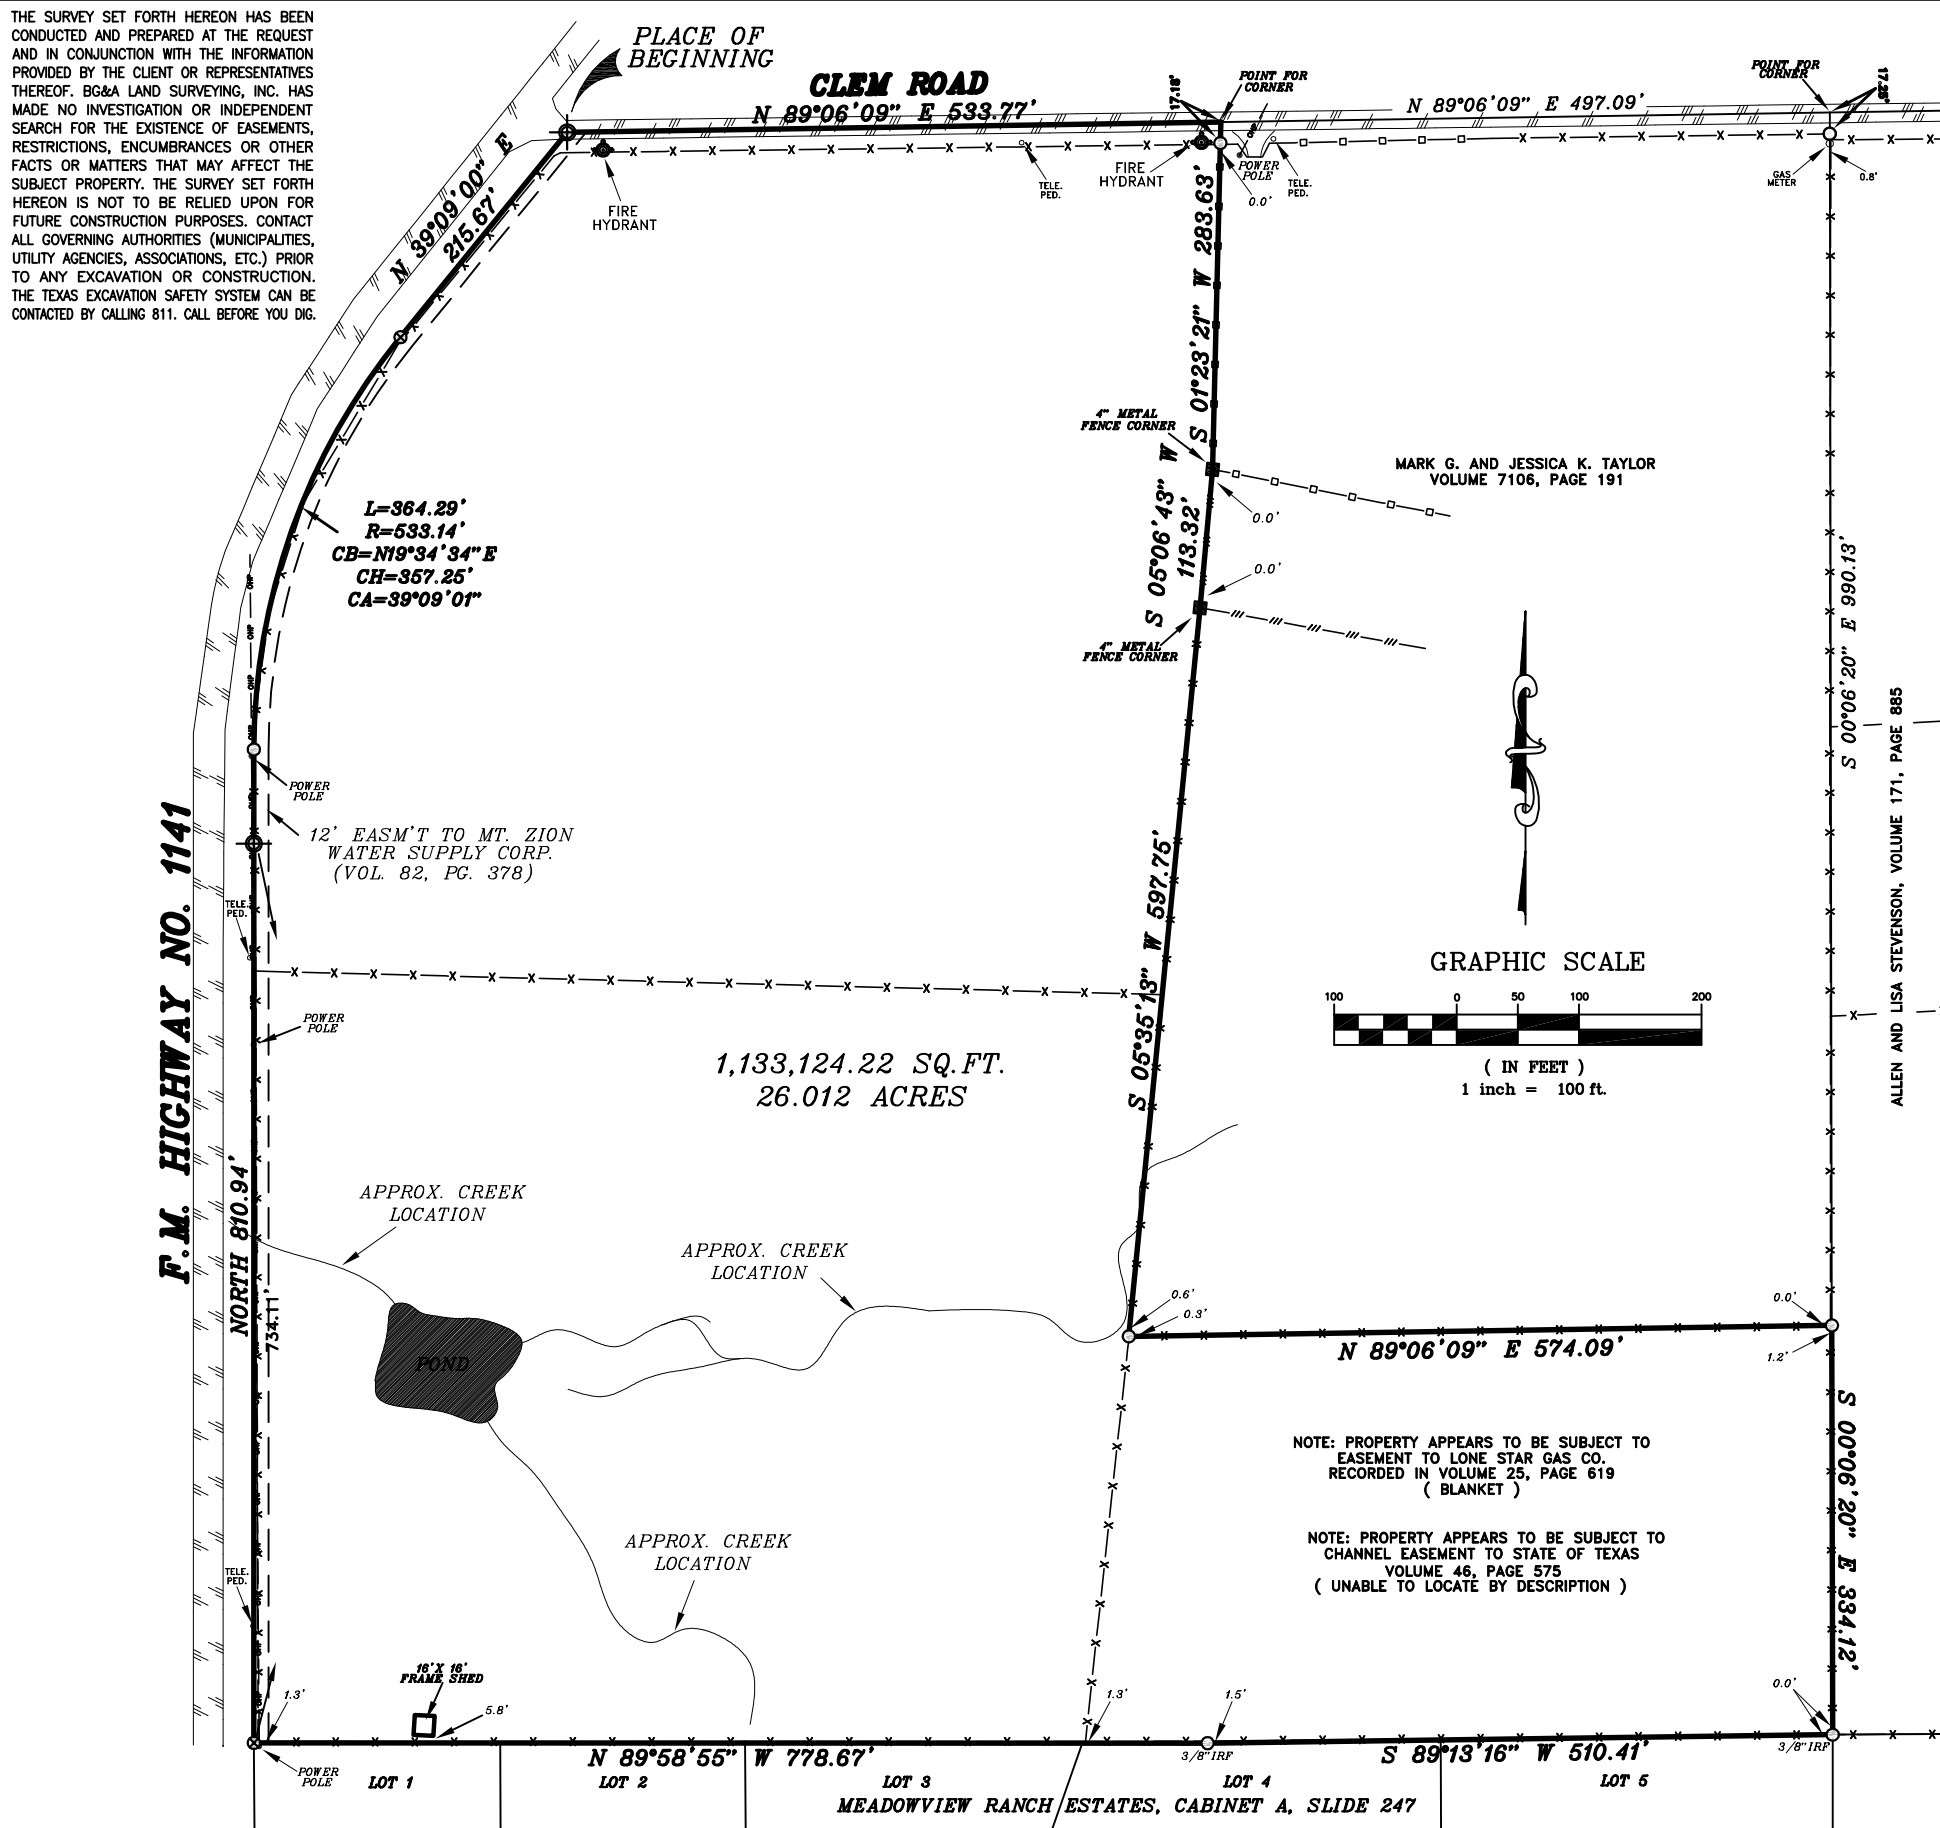 THE SURVEY SET FORTH HEREON HAS BEEN
CONDUCTED AND PREPARED AT THE REQUEST
AND IN CONJUNCTION WITH THE INFORMATION
PROVIDED BY THE CLIENT OR REPRESENTATIVES
THEREOF. BG&A LAND SURVEYING, INC. HAS
MADE NO INVESTIGATION OR INDEPENDENT
SEARCH FOR THE EXISTENCE OF EASEMENTS,
RESTRICTIONS, ENCUMBRANCES OR OTHER
FACTS OR MATTERS THAT MAY AFFECT THE
SUBJECT PROPERTY. THE SURVEY SET FORTH
HEREON IS NOT TO BE RELIED UPON FOR
FUTURE CONSTRUCTION PURPOSES. CONTACT
ALL GOVERNING AUTHORITIES (MUNICIPALITIES,
UTILITY AGENCIES, ASSOCIATIONS, ETC.) PRIOR
TO ANY EXCAVATION OR CONSTRUCTION.
THE TEXAS EXCAVATION SAFETY SYSTEM CAN BE
CONTACTED BY CALLING 811. CALL BEFORE YOU DIG.
PLACE OF
BEGINNING
CLEM ROAD
N 89°06'09" E 533.77'
17.18'
POINT FOR
CORNER
N 89°06'09" E 497.09'
POINT FOR
CORNER
17.25'
N 39°09'00" E
215.67'
FIRE
HYDRANT
TELE.
PED.
FIRE
HYDRANT
OHP
POWER
POLE
0.0'
TELE.
PED.
GAS
METER
0.8'
S 01°23'21" W 283.63'
4" METAL
FENCE CORNER
0.0'
MARK G. AND JESSICA K. TAYLOR
VOLUME 7106, PAGE 191
L=364.29'
R=533.14'
CB=N19°34'34"E
CH=357.25'
CA=39°09'01"
S 05°06'43" W
113.32'
0.0'
4" METAL
FENCE CORNER
S 00°06'20" E 990.13'
ALLEN AND LISA STEVENSON, VOLUME 171, PAGE 885
OHP
OHP
OHP
POWER
POLE
12' EASM'T TO MT. ZION
WATER SUPPLY CORP.
(VOL. 82, PG. 378)
F.M. HIGHWAY NO. 1141
TELE.
PED.
POWER
POLE
S 05°35'13" W 597.75'
GRAPHIC SCALE
100 0 50 100 200
( IN FEET )
1 inch = 100 ft.
1,133,124.22 SQ.FT.
26.012 ACRES
NORTH 810.94'
734.11'
APPROX. CREEK
LOCATION
APPROX. CREEK
LOCATION
POND
0.6'
0.3'
0.0'
N 89°06'09" E 574.09'
1.2'
S 00°06'20" E 334.12'
NOTE: PROPERTY APPEARS TO BE SUBJECT TO
EASEMENT TO LONE STAR GAS CO.
RECORDED IN VOLUME 25, PAGE 619
( BLANKET )
NOTE: PROPERTY APPEARS TO BE SUBJECT TO
CHANNEL EASEMENT TO STATE OF TEXAS
VOLUME 46, PAGE 575
( UNABLE TO LOCATE BY DESCRIPTION )
APPROX. CREEK
LOCATION
TELE.
PED.
16'X 16'
FRAME SHED
1.3'
5.8'
1.3'
1.5'
0.0'
N 89°58'55" W 778.67'
3/8"IRF
S 89°13'16" W 510.41'
3/8"IRF
POWER
POLE
LOT 1
LOT 2
LOT 3
LOT 4
LOT 5
MEADOWVIEW RANCH ESTATES, CABINET A, SLIDE 247